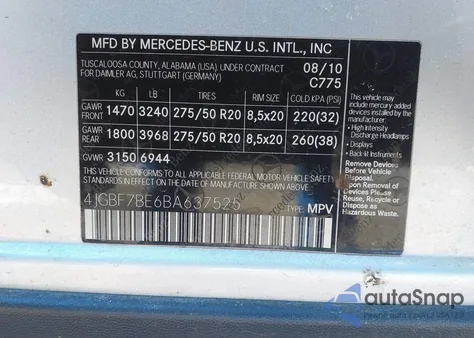 MFD BY MERCEDES-BENZ U.S. INTL., INC
TUSCALOOSA COUNTY, ALABAMA (USA). UNDER CONTRACT
FOR DAIMLER AG, STUTTGART (GERMANY)
08/10
C775
KG LB TIRES RIM SIZE COLD KPA (PSI)
GAWR FRONT 1470 3240 275/50 R20 8,5x20 220(32)
GAWR REAR 1800 3968 275/50 R20 8,5x20 260(38)
GVWR 3150 6944
THIS VEHICLE CONFORMS TO ALL APPLICABLE FEDERAL
MOTOR VEHICLE SAFETY AND THEFT PREVENTION STANDARDS
IN EFFECT ON THE DATE OF MANUFACTURE SHOWN ABOVE
4JGBF7BE6BA637525
TYPE: MPV
This vehicle may
include mercury added
devices installed
by the manufacturer:
• High Intensity
Discharge Headlamps
• Displays
• Back lit Instruments
Remove Devices
Before Vehicle
Disposal.
Upon Removal of
Devices Please
Reuse, Recycle
or Dispose as
Hazardous Waste.
autoSnap